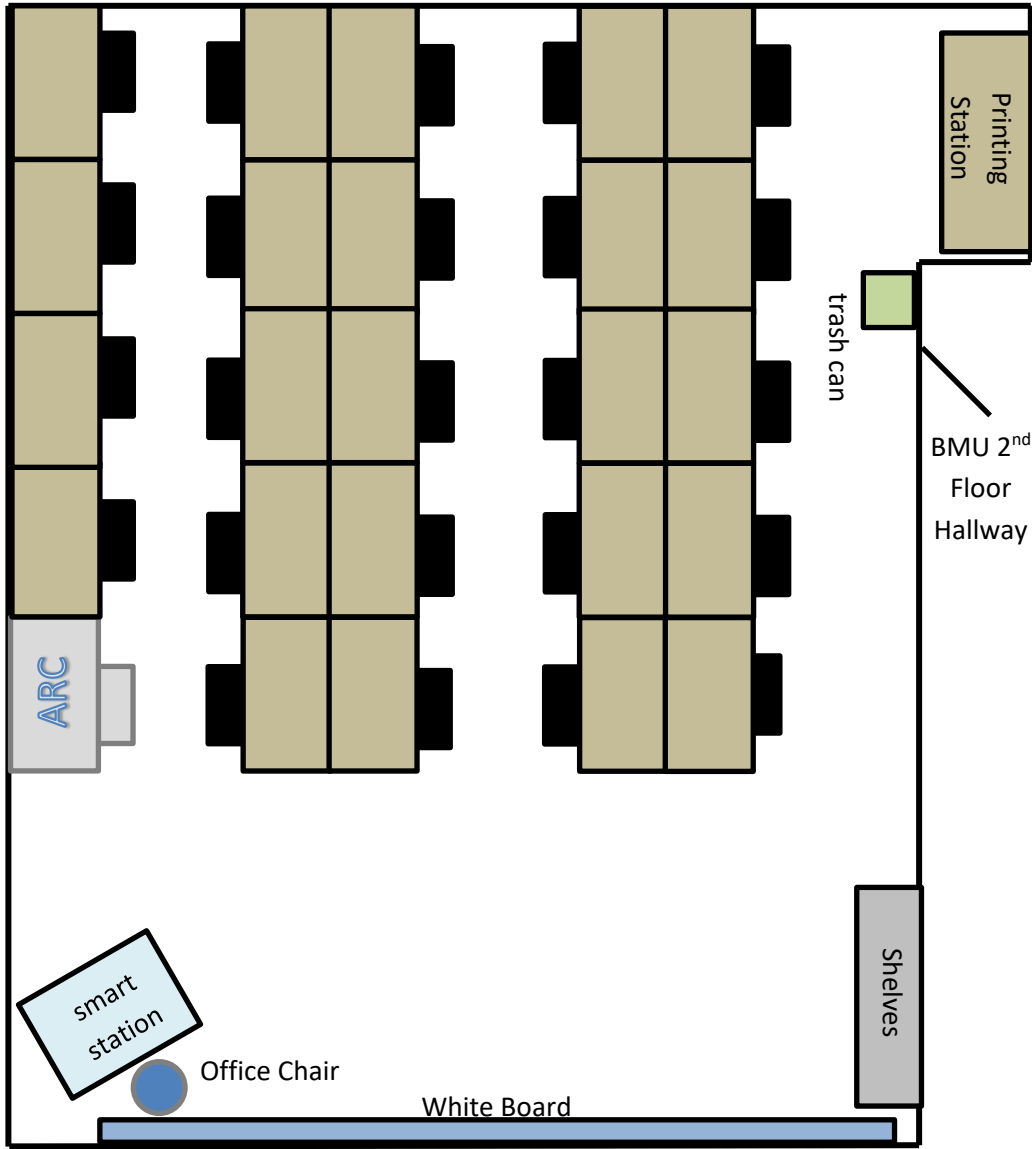 Printing
Station
trash can
BMU 2nd
Floor
Hallway
ARC
Shelves
smart
station
Office Chair
White Board